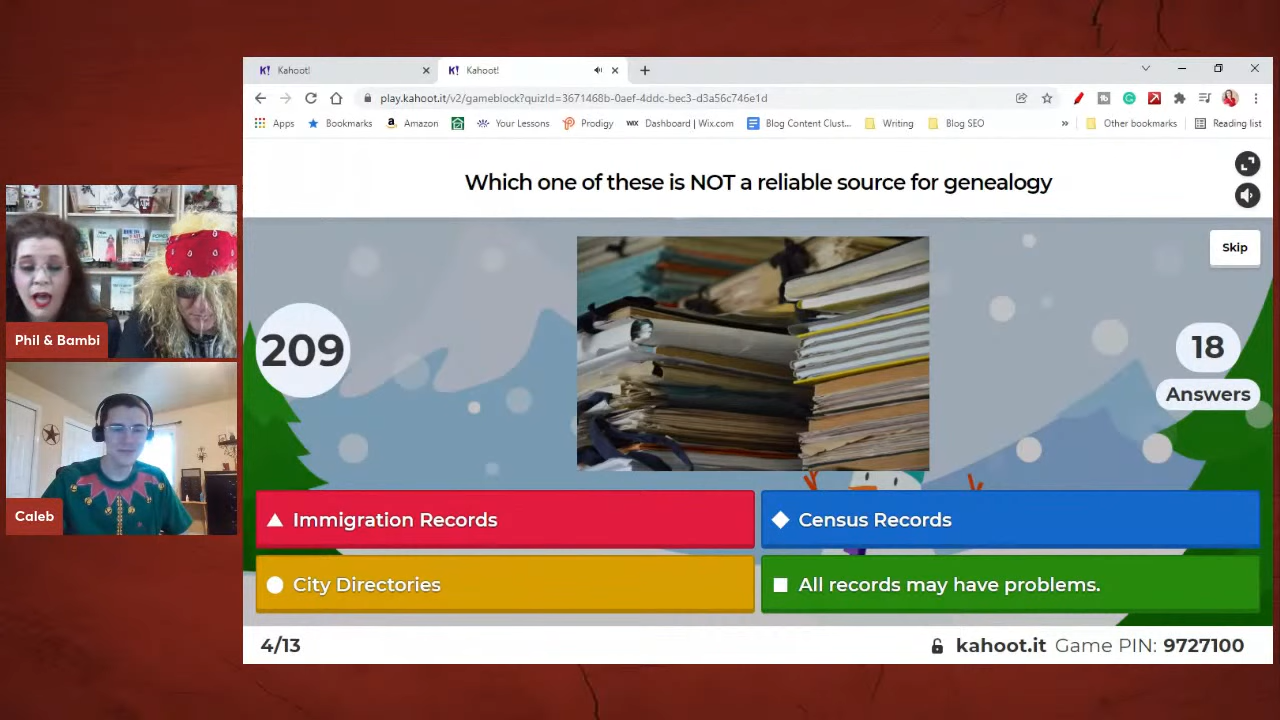 K! Kahoot!
K! Kahoot!
play.kahoot.it/v2/gameblock?quizId=3671468b-0aef-4ddc-bec3-d3a56c746e1d
Apps Bookmarks Amazon Your Lessons Prodigy WIX Dashboard | Wix.com Blog Content Clust... Writing Blog SEO » Other bookmarks Reading list
Which one of these is NOT a reliable source for genealogy
Skip
209
18
Answers
Phil & Bambi
Caleb
Immigration Records
Census Records
City Directories
All records may have problems.
4/13
kahoot.it Game PIN: 9727100